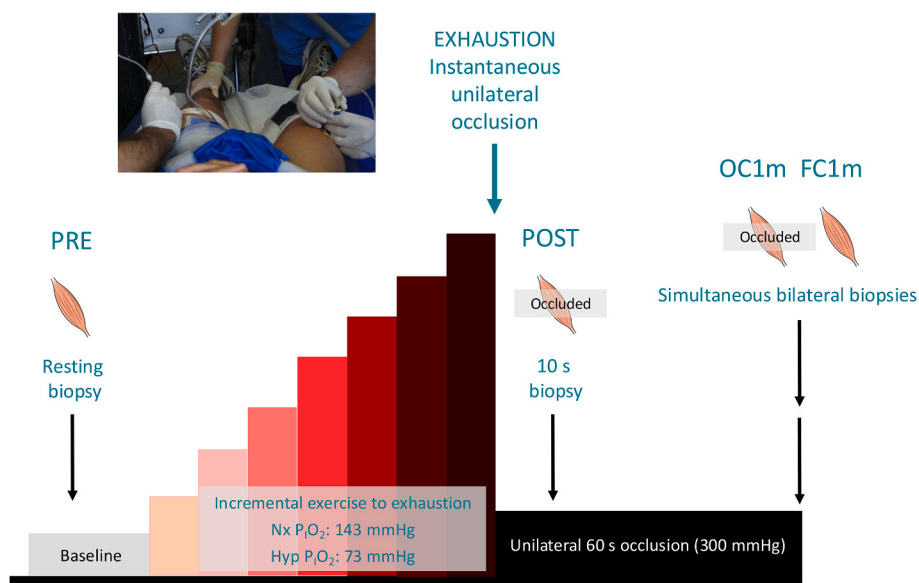 EXHAUSTION
Instantaneous
unilateral
occlusion
OC1m FC1m
PRE
POST
Occluded
Occluded
Simultaneous bilateral biopsies
Resting
biopsy
10 s
biopsy
Incremental exercise to exhaustion
Nx PIO2: 143 mmHg
Hyp PIO2: 73 mmHg
Baseline
Unilateral 60 s occlusion (300 mmHg)